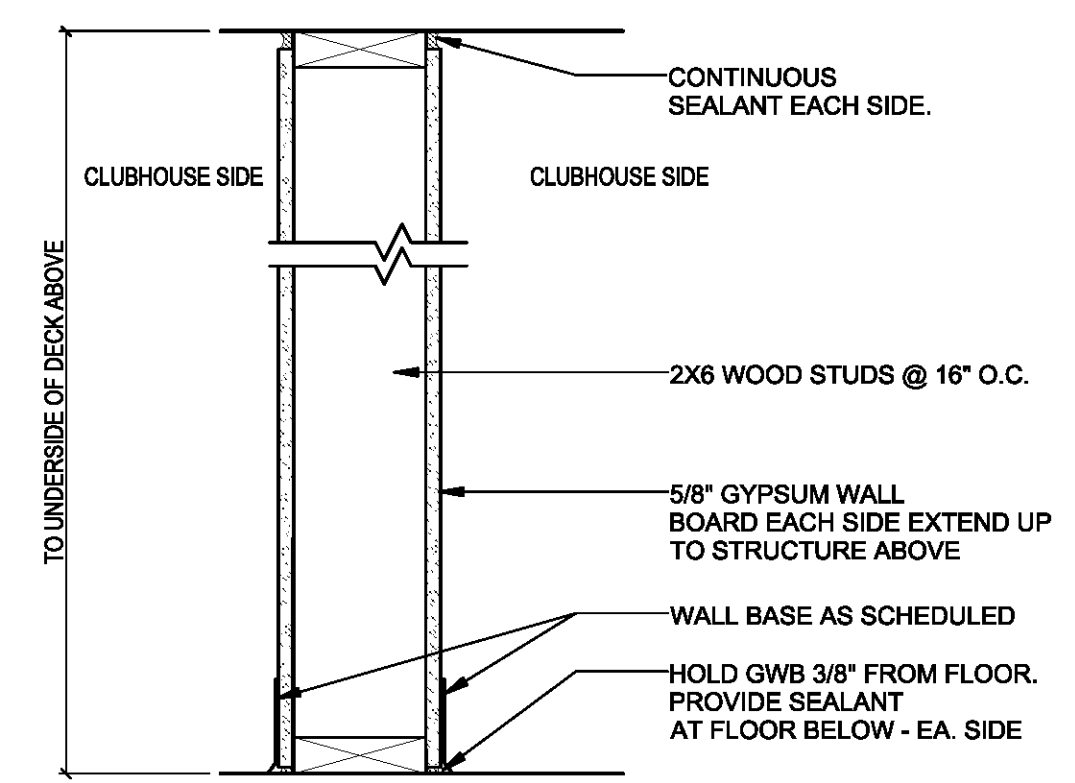 CONTINUOUS
SEALANT EACH SIDE.
CLUBHOUSE SIDE
CLUBHOUSE SIDE
TO UNDERSIDE OF DECK ABOVE
2X6 WOOD STUDS @ 16" O.C.
5/8" GYPSUM WALL
BOARD EACH SIDE EXTEND UP
TO STRUCTURE ABOVE
WALL BASE AS SCHEDULED
HOLD GWB 3/8" FROM FLOOR.
PROVIDE SEALANT
AT FLOOR BELOW - EA. SIDE